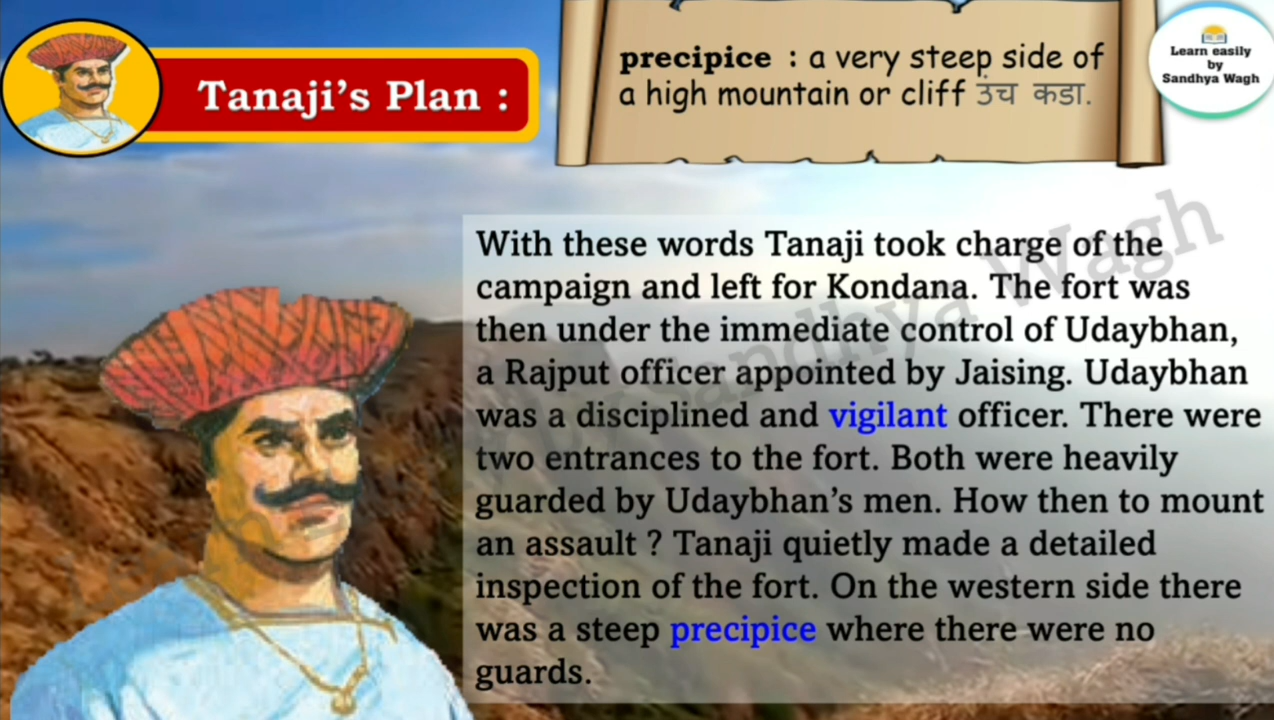 Tanaji's Plan :
precipice : a very steep side of
a high mountain or cliff उंच कडा.
Learn easily
by
Sandhya Wagh
With these words Tanaji took charge of the
campaign and left for Kondana. The fort was
then under the immediate control of Udaybhan,
a Rajput officer appointed by Jaising. Udaybhan
was a disciplined and vigilant officer. There were
two entrances to the fort. Both were heavily
guarded by Udaybhan's men. How then to mount
an assault ? Tanaji quietly made a detailed
inspection of the fort. On the western side there
was a steep precipice where there were no
guards.
Sandhya Wagh